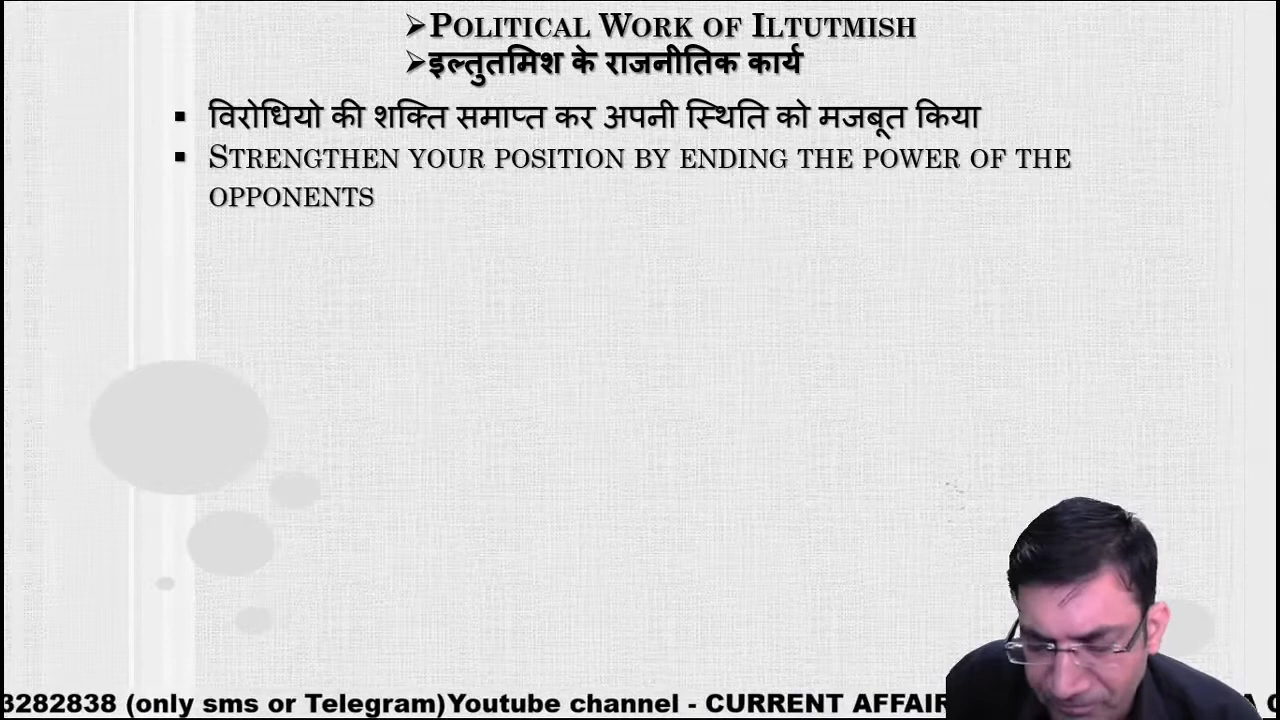 ➢Political Work of Iltutmish
➢इल्तुतमिश के राजनीतिक कार्य
▪ विरोधियो की शक्ति समाप्त कर अपनी स्थिति को मजबूत किया
▪ Strengthen your position by ending the power of the
opponents
3282838 (only sms or Telegram)Youtube channel - CURRENT AFFAIR